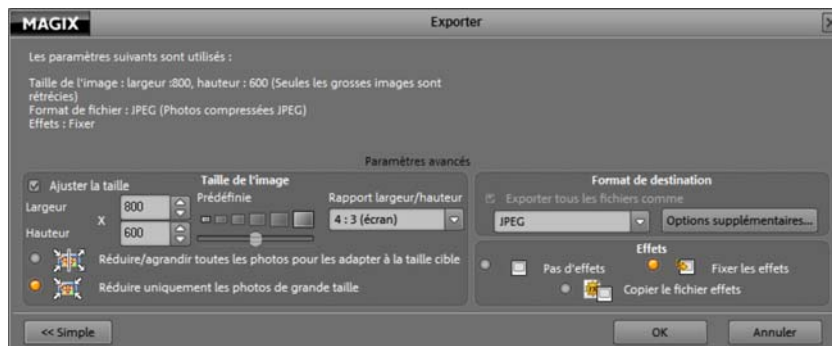 MAGIX
Exporter
Les paramètres suivants sont utilisés :
Taille de l'image : largeur :800, hauteur : 600 (Seules les grosses images sont
rétrécies)
Format de fichier : JPEG (Photos compressées JPEG)
Effets : Fixer
Paramètres avancés
Ajuster la taille
Taille de l'image
Largeur
800
Prédéfinie
Rapport largeur/hauteur
X
4 : 3 (écran)
Hauteur
600
Réduire/agrandir toutes les photos pour les adapter à la taille cible
Réduire uniquement les photos de grande taille
Format de destination
Exporter tous les fichiers comme
JPEG
Options supplémentaires...
Effets
Pas d'effets
Fixer les effets
Copier le fichier effets
<< Simple
OK
Annuler